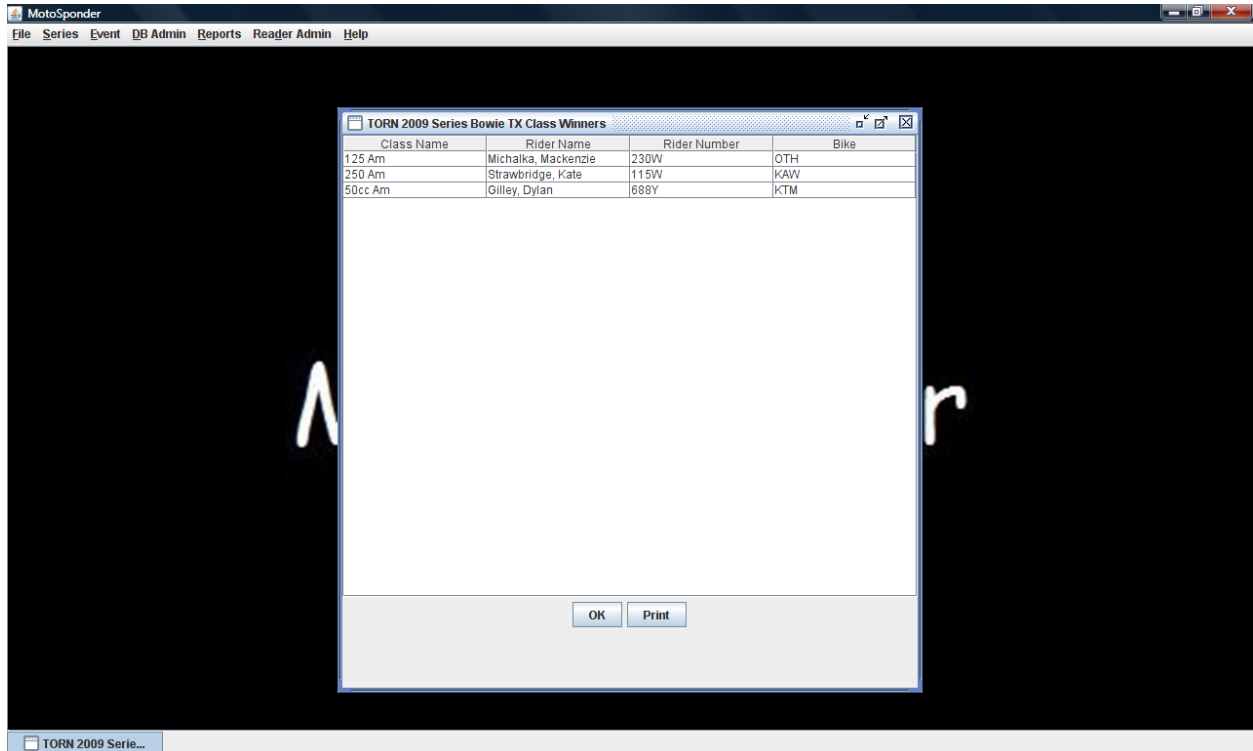 MotoSponder
File Series Event DB Admin Reports Reader Admin Help
TORN 2009 Series Bowie TX Class Winners
Class Name Rider Name Rider Number Bike
125 Am Michalka, Mackenzie 230W OTH
250 Am Strawbridge, Kate 115W KAW
50cc Am Gilley, Dylan 688Y KTM
M r
OK Print
TORN 2009 Serie...